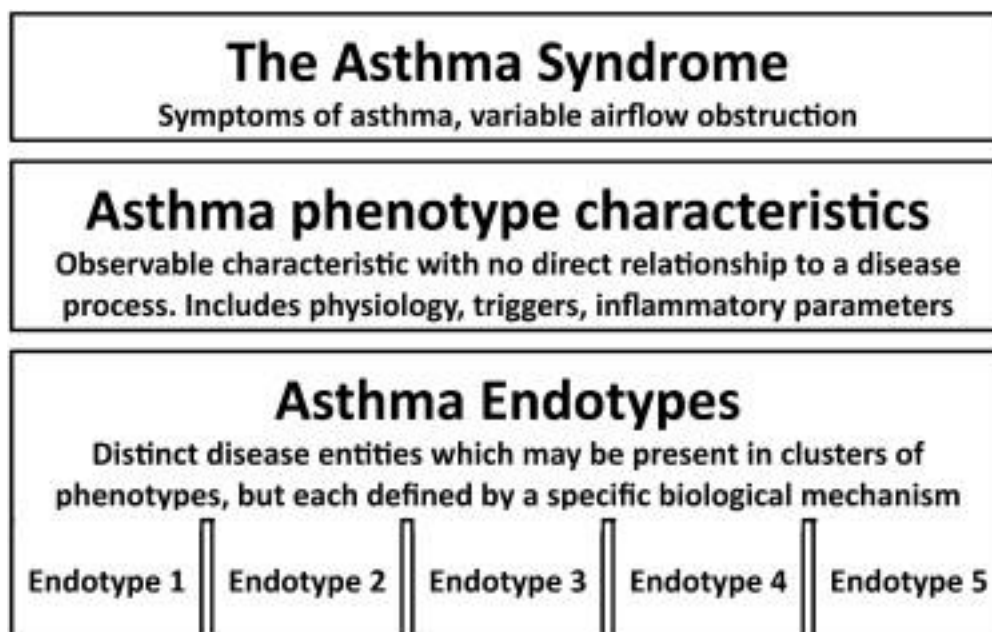 The Asthma Syndrome
Symptoms of asthma, variable airflow obstruction
Asthma phenotype characteristics
Observable characteristic with no direct relationship to a disease
process. Includes physiology, triggers, inflammatory parameters
Asthma Endotypes
Distinct disease entities which may be present in clusters of
phenotypes, but each defined by a specific biological mechanism
Endotype 1 Endotype 2 Endotype 3 Endotype 4 Endotype 5